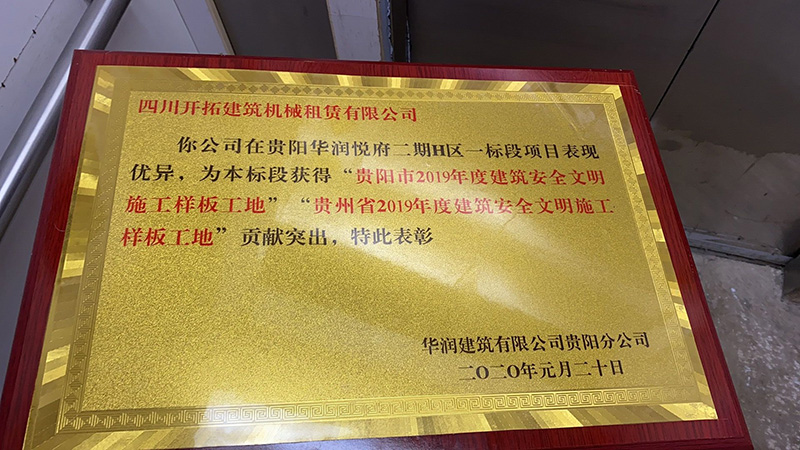 四川开拓建筑机械租赁有限公司
你公司在贵阳华润悦府二期H区一标段项目表现
优异，为本标段获得“贵阳市2019年度建筑安全文明
施工样板工地”“贵州省2019年度建筑安全文明施工
样板工地”贡献突出，特此表彰
华润建筑有限公司贵阳分公司
二〇二〇年元月二十日